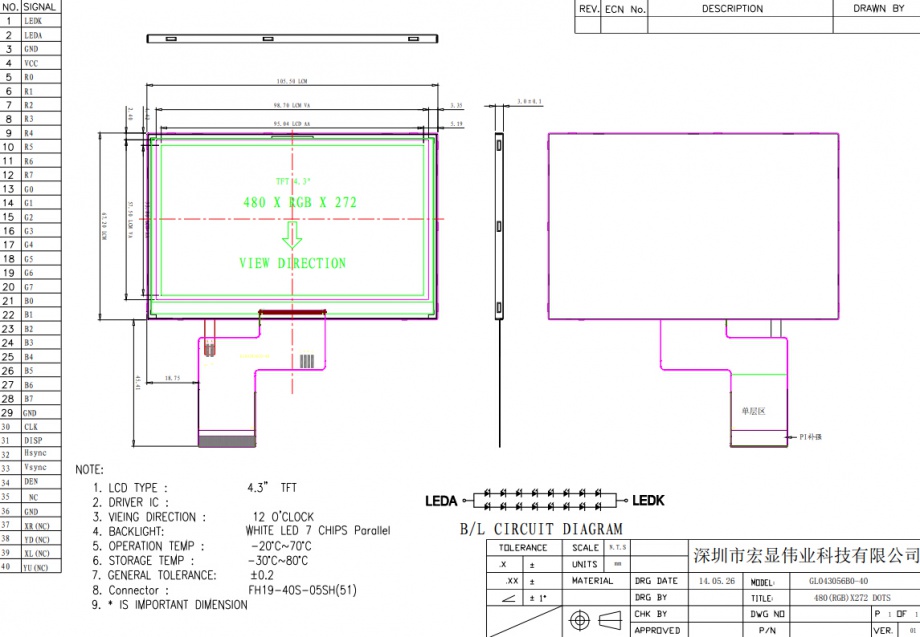 NO. SIGNAL
1 LEDK
2 LEDA
3 GND
4 VCC
5 R0
6 R1
7 R2
8 R3
9 R4
10 R5
11 R6
12 R7
13 G0
14 G1
15 G2
16 G3
17 G4
18 G5
19 G6
20 G7
21 B0
22 B1
23 B2
24 B3
25 B4
26 B5
27 B6
28 B7
29 GND
30 CLK
31 DISP
32 Hsync
33 Vsync
34 DEN
35 NC
36 GND
37 XR(NC)
38 YD(NC)
39 XL(NC)
40 YU(NC)
REV. ECN No. DESCRIPTION DRAWN BY
105.50 LCM
98.70 LCM VA
3.35
95.04 LCM AA
5.19
3.0±0.1
67.20 LCM
TFT 4.3"
480 X RGB X 272
VIEW DIRECTION
18.75
单层区
PI补强
NOTE:
1. LCD TYPE : 4.3" TFT
2. DRIVER IC :
3. VIEING DIRECTION : 12 O'CLOCK
4. BACKLIGHT: WHITE LED 7 CHIPS Parallel
5. OPERATION TEMP : -20°C~70°C
6. STORAGE TEMP : -30°C~80°C
7. GENERAL TOLERANCE: ±0.2
8. Connector : FH19-40S-05SH(51)
9. * IS IMPORTANT DIMENSION
LEDA LEDK
B/L CIRCUIT DIAGRAM
TOLERANCE SCALE N.T.S
.X ± UNITS mm
.XX ± MATERIAL
± 1°
深圳市宏显伟业科技有限公司
DRG DATE 14.05.26 MODEL: GL043056B0-40
DRG BY TITLE: 480(RGB)X272 DOTS
CHK BY DWG NO P 1 OF 1
APPROVED P/N VER. 01